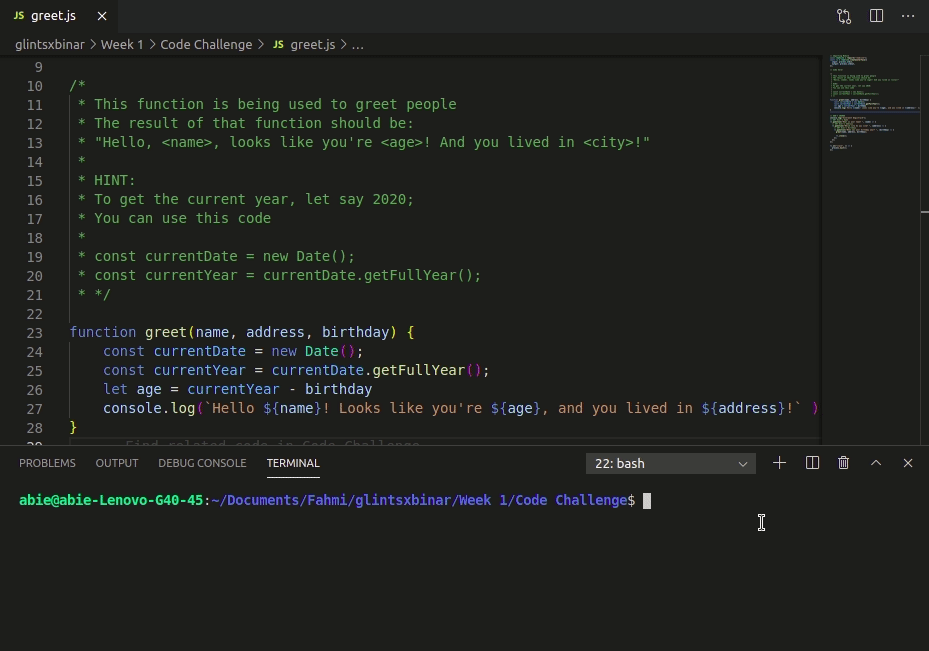 JS greet.js
glintsxbinar > Week 1 > Code Challenge > JS greet.js > ...
9
10 /*
11 * This function is being used to greet people
12 * The result of that function should be:
13 * "Hello, <name>, looks like you're <age>! And you lived in <city>!"
14 *
15 * HINT:
16 * To get the current year, let say 2020;
17 * You can use this code
18 *
19 * const currentDate = new Date();
20 * const currentYear = currentDate.getFullYear();
21 * */
22
23 function greet(name, address, birthday) {
24 const currentDate = new Date();
25 const currentYear = currentDate.getFullYear();
26 let age = currentYear - birthday
27 console.log(`Hello ${name}! Looks like you're ${age}, and you lived in ${address}!` )
28 }
29 Find related code in Code Challenge
PROBLEMS OUTPUT DEBUG CONSOLE TERMINAL 22: bash
abie@abie-Lenovo-G40-45:~/Documents/Fahmi/glintsxbinar/Week 1/Code Challenge$